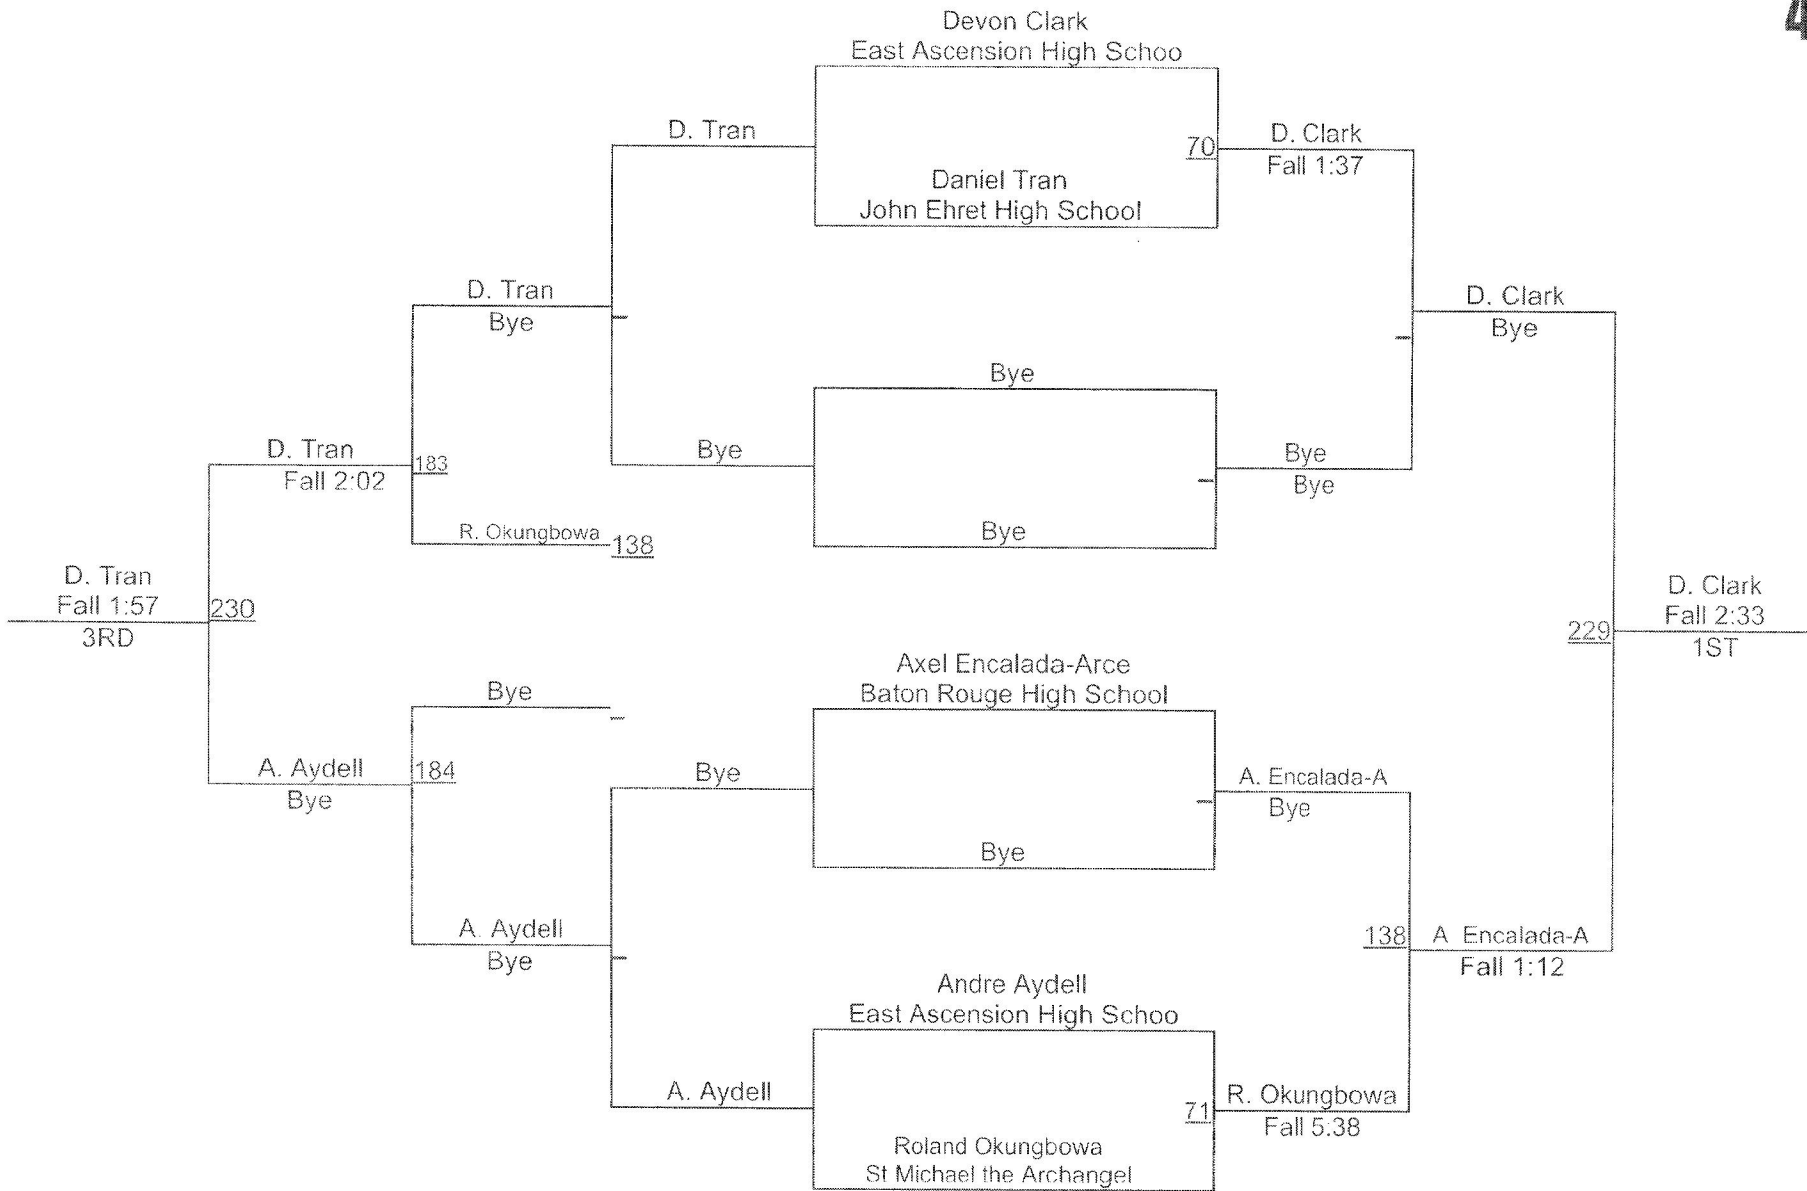 4
Devon Clark
East Ascension High Schoo
D. Tran
70
D. Clark
Fall 1:37
Daniel Tran
John Ehret High School
D. Tran
Bye
D. Clark
Bye
Bye
D. Tran
Fall 2:02
183
Bye
Bye
Bye
R. Okungbowa
138
Bye
D. Tran
Fall 1:57
3RD
230
D. Clark
Fall 2:33
1ST
229
Axel Encalada-Arce
Baton Rouge High School
Bye
A. Aydell
Bye
184
Bye
A. Encalada-A
Bye
Bye
A. Aydell
Bye
138
A Encalada-A
Fall 1:12
Andre Aydell
East Ascension High Schoo
A. Aydell
71
R. Okungbowa
Fall 5:38
Roland Okungbowa
St Michael the Archangel